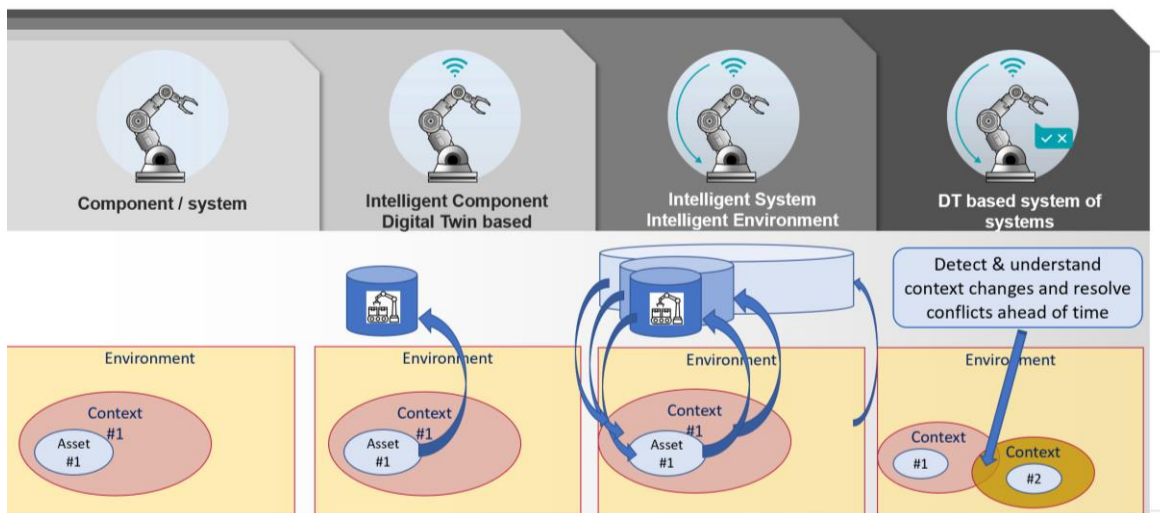 Component / system
Intelligent Component
Digital Twin based
Intelligent System
Intelligent Environment
DT based system of
systems
Detect & understand
context changes and resolve
conflicts ahead of time
Environment
Context
#1
Asset
#1
Environment
Context
#1
Asset
#1
Environment
Context
#1
Asset
#1
Environment
Context
#1
Context
#2